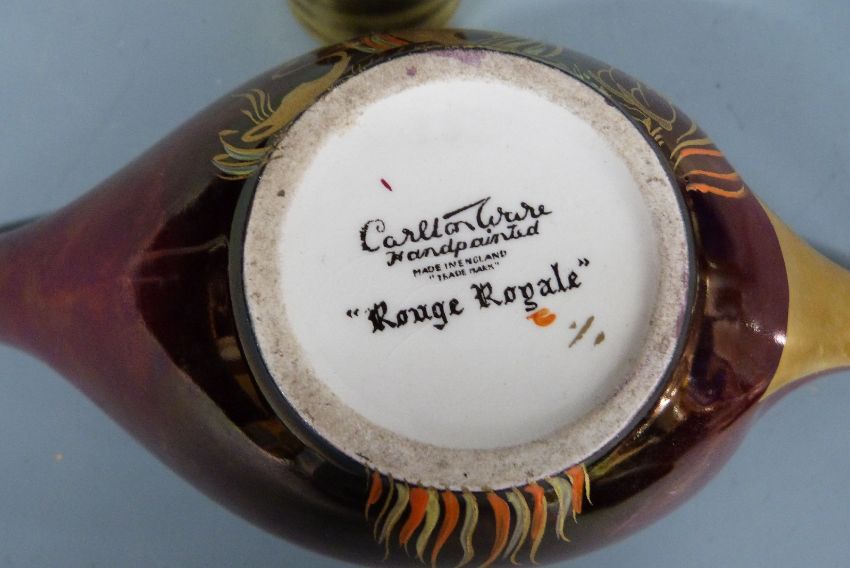 Carlton Ware
Handpainted
MADE IN ENGLAND
"TRADE MARK"
"Rouge Royale"